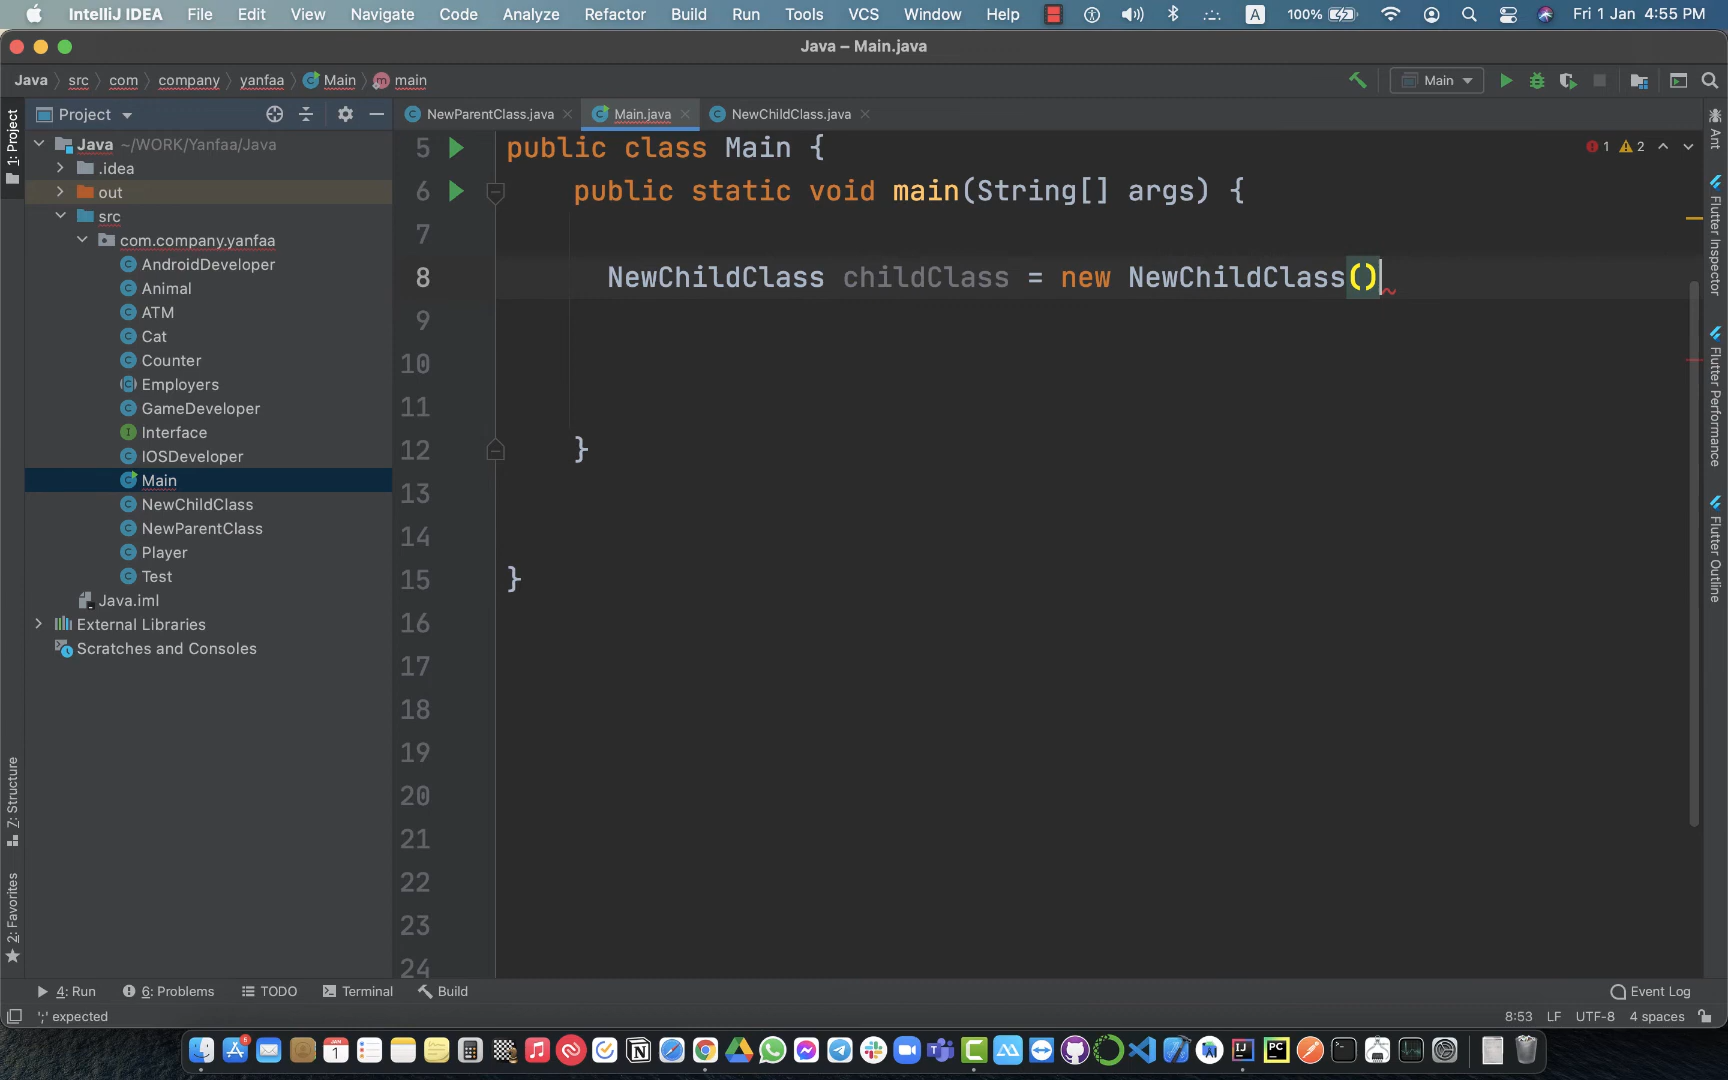 IntelliJ IDEA File Edit View Navigate Code Analyze Refactor Build Run Tools VCS Window Help A 100% Fri 1 Jan 4:55 PM
Java – Main.java
Java src com company yanfaa Main main Main
Project NewParentClass.java Main.java NewChildClass.java
1: Project
Java ~/WORK/Yanfaa/Java
.idea
out
src
com.company.yanfaa
AndroidDeveloper
Animal
ATM
Cat
Counter
Employers
GameDeveloper
Interface
IOSDeveloper
Main
NewChildClass
NewParentClass
Player
Test
Java.iml
External Libraries
Scratches and Consoles
Z: Structure
2: Favorites
5 public class Main {
6 public static void main(String[] args) {
7
8 NewChildClass childClass = new NewChildClass()
9
10
11
12 }
13
14
15 }
16
17
18
19
20
21
22
23
24
1 2
Ant
Flutter Inspector
Flutter Performance
Flutter Outline
4: Run 6: Problems TODO Terminal Build Event Log
';' expected 8:53 LF UTF-8 4 spaces